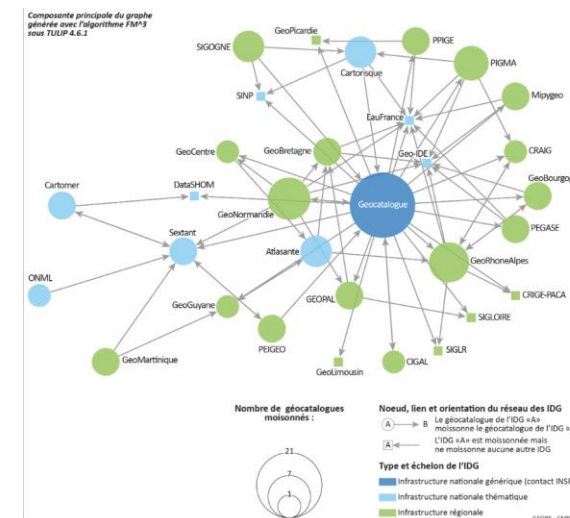 Composante principale du graphe
générée avec l'algorithme FM^3
sous TULIP 4.6.1
GeoPicardie
PPIGE
SIGOGNE
Cartorisque
PIGMA
SINP
Mipygeo
EauFrance
GeoCentre
GeoBretagne
Geo-IDE
CRAIG
Cartomer
DataSHOM
GeoBourgog
GeoNormandie
Geocatalogue
PEGASE
Sextant
Atlasante
GeoRhoneAlpes
ONML
CRIGE-PACA
GeoGuyane
GEOPAL
SIGLOIRE
PEIGEO
SIGLR
GeoMartinique
GeoLimousin
CIGAL
Nombre de géocatalogues
moisonnés :
21
7
1
Noeud, lien et orientation du réseau des IDG
A B Le géocatalogue de l'IDG «A»
moissonne le géocatalogue de l'IDG «
A L'IDG «A» est moissonnée mais
ne moissonne aucune autre IDG
Type et échelon de l'IDG
Infrastructure nationale générique (contact INSP
Infrastructure nationale thématique
Infrastructure régionale